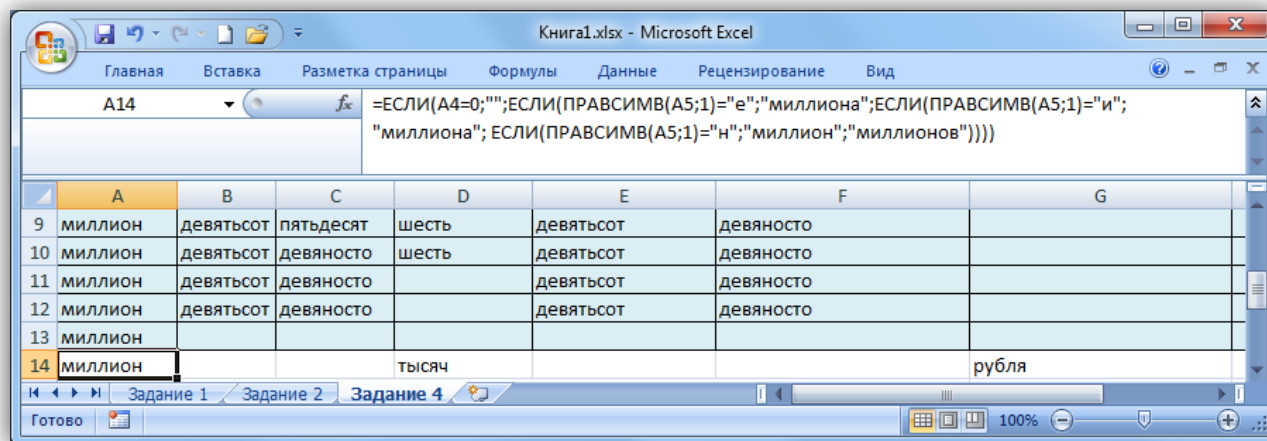 Книга1.xlsx - Microsoft Excel
Главная Вставка Разметка страницы Формулы Данные Рецензирование Вид
A14 fx =ЕСЛИ(A4=0;"";ЕСЛИ(ПРАВСИМВ(A5;1)="е";"миллиона";ЕСЛИ(ПРАВСИМВ(A5;1)="и";
"миллиона"; ЕСЛИ(ПРАВСИМВ(A5;1)="н";"миллион";"миллионов"))))
A B C D E F G
9 миллион девятьсот пятьдесят шесть девятьсот девяносто
10 миллион девятьсот девяносто шесть девятьсот девяносто
11 миллион девятьсот девяносто девятьсот девяносто
12 миллион девятьсот девяносто девятьсот девяносто
13 миллион
14 миллион тысяч рубля
Задание 1 Задание 2 Задание 4
Готово 100%